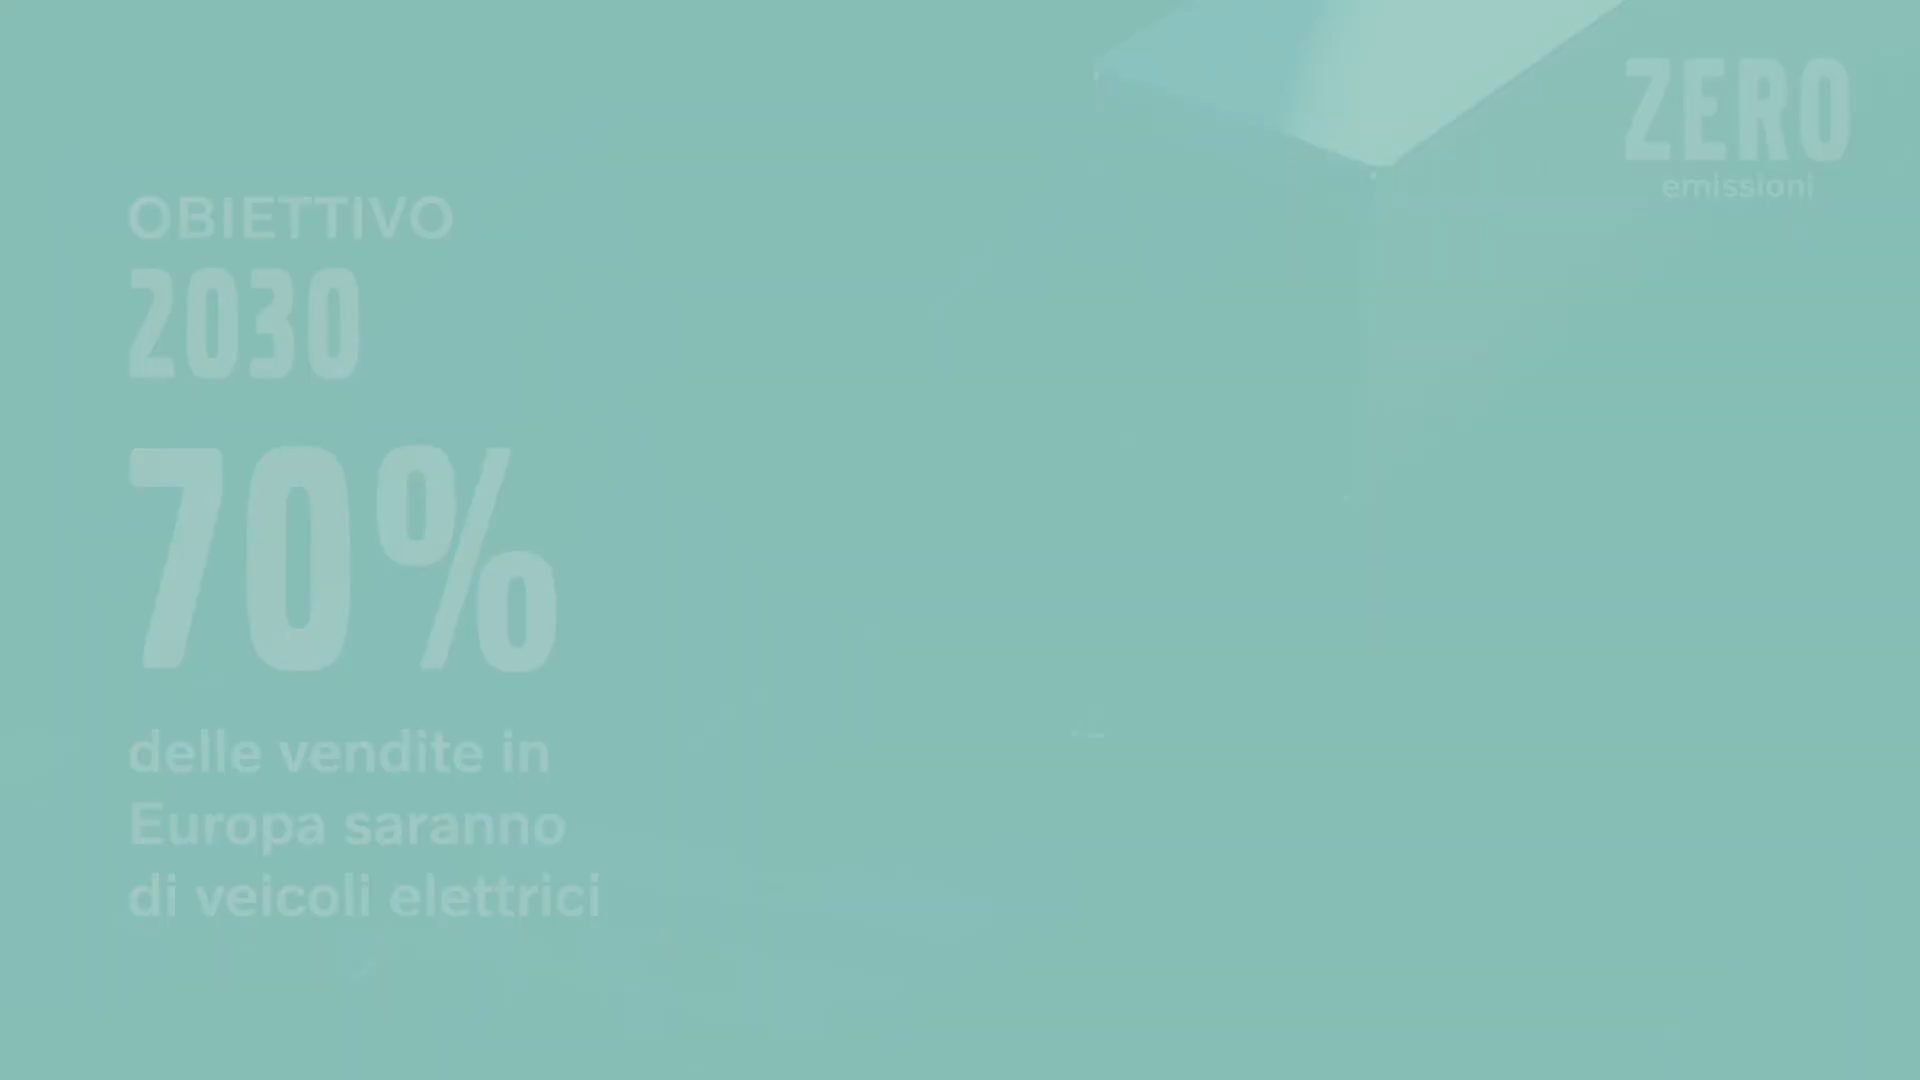 ZERO
emissioni
OBIETTIVO
2030
70%
delle vendite in
Europa saranno
di veicoli elettrici